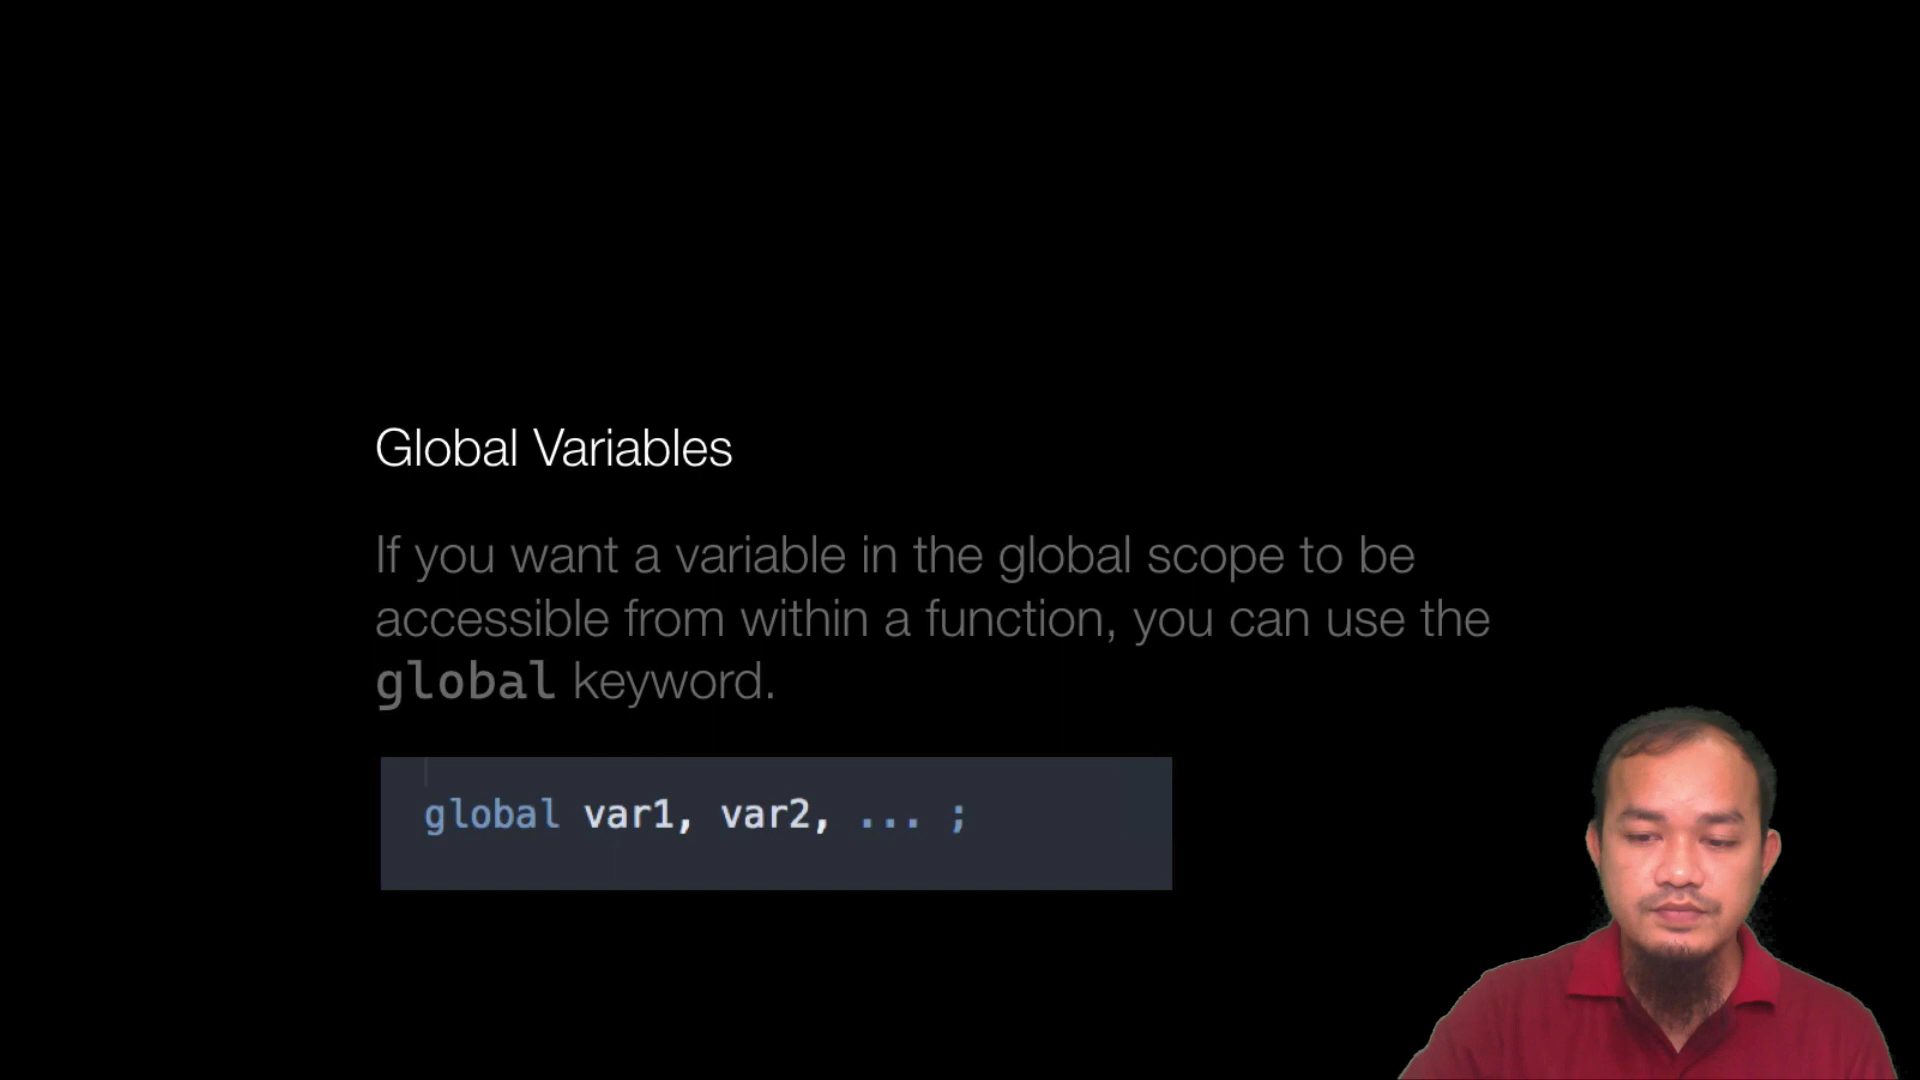 Global Variables
If you want a variable in the global scope to be
accessible from within a function, you can use the
global keyword.
global var1, var2, ... ;